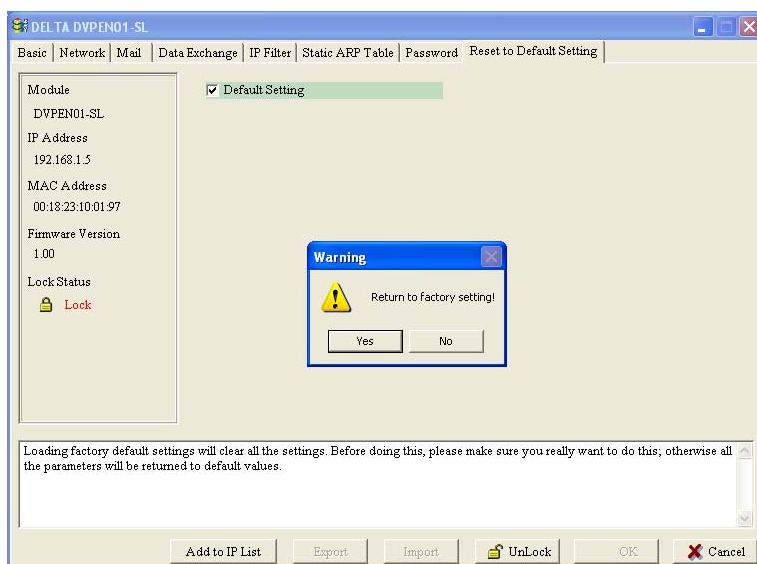 DELTA DVPEN01-SL
Basic Network Mail Data Exchange IP Filter Static ARP Table Password Reset to Default Setting
Module
DVPEN01-SL
IP Address
192.168.1.5
MAC Address
00:18:23:10:01:97
Firmware Version
1.00
Lock Status
Lock
Default Setting
Warning
Return to factory setting!
Yes No
Loading factory default settings will clear all the settings. Before doing this, please make sure you really want to do this; otherwise all
the parameters will be returned to default values.
Add to IP List Export Import UnLock OK Cancel